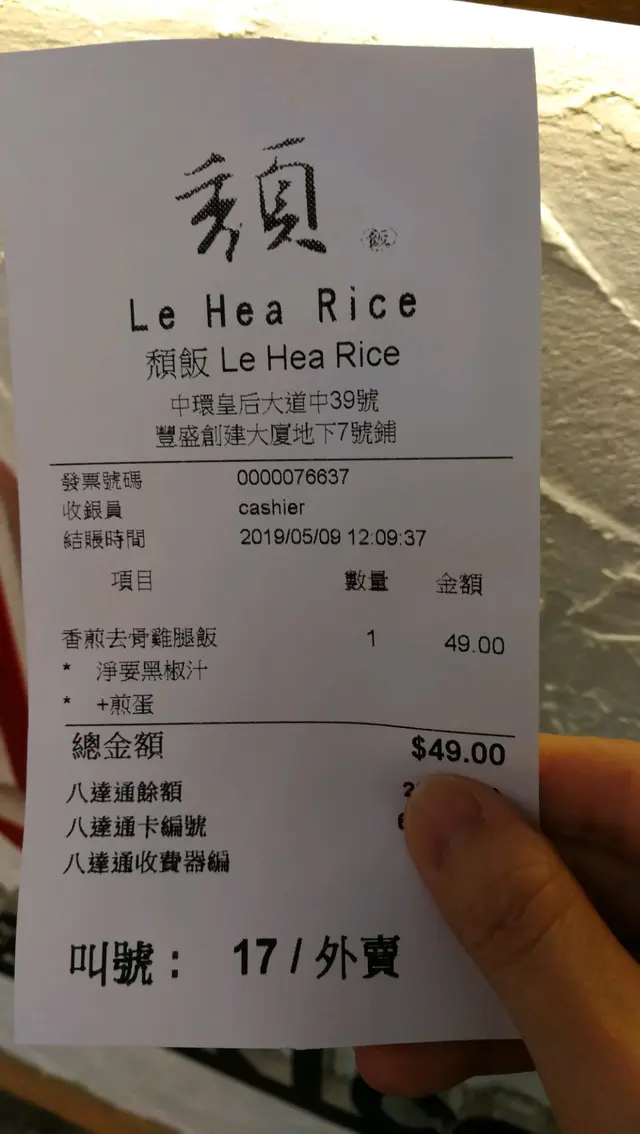 頹
飯
Le Hea Rice
頹飯 Le Hea Rice
中環皇后大道中39號
豐盛創建大廈地下7號鋪
發票號碼 0000076637
收銀員 cashier
結賬時間 2019/05/09 12:09:37
項目 數量 金額
香煎去骨雞腿飯 1 49.00
* 淨要黑椒汁
* +煎蛋
總金額 $49.00
八達通餘額
八達通卡編號
八達通收費器編
叫號： 17 / 外賣